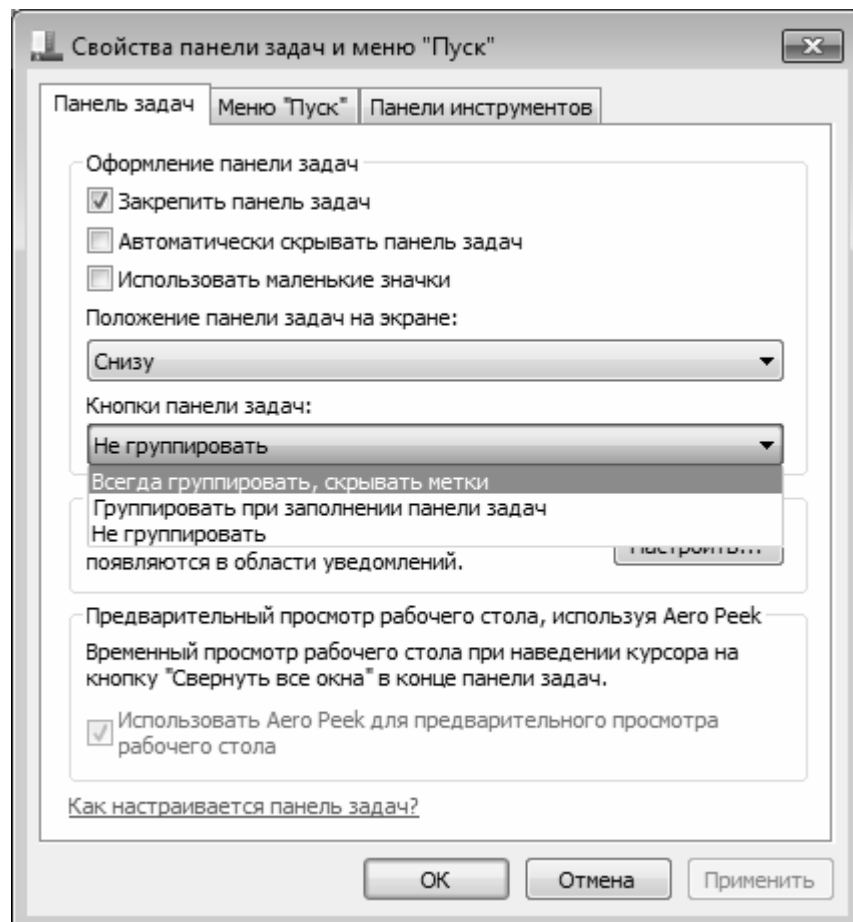 Свойства панели задач и меню "Пуск"
Панель задач
Меню "Пуск"
Панели инструментов
Оформление панели задач
Закрепить панель задач
Автоматически скрывать панель задач
Использовать маленькие значки
Положение панели задач на экране:
Снизу
Кнопки панели задач:
Не группировать
Всегда группировать, скрывать метки
Группировать при заполнении панели задач
Не группировать
появляются в области уведомлений.
Предварительный просмотр рабочего стола, используя Aero Peek
Временный просмотр рабочего стола при наведении курсора на
кнопку "Свернуть все окна" в конце панели задач.
Использовать Aero Peek для предварительного просмотра
рабочего стола
Как настраивается панель задач?
ОК
Отмена
Применить